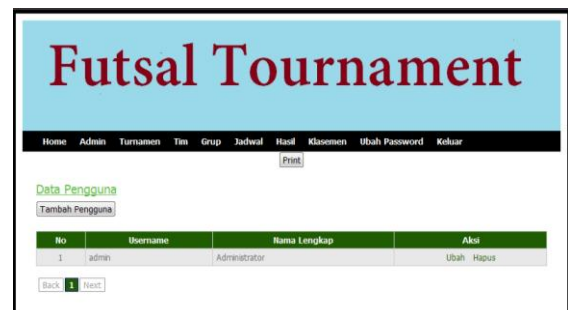 Futsal Tournament
Home Admin Turnamen Tim Grup Jadwal Hasil Klasemen Ubah Password Keluar
Print
Data Pengguna
Tambah Pengguna
No Username Nama Lengkap Aksi
1 admin Administrator Ubah Hapus
Back 1 Next